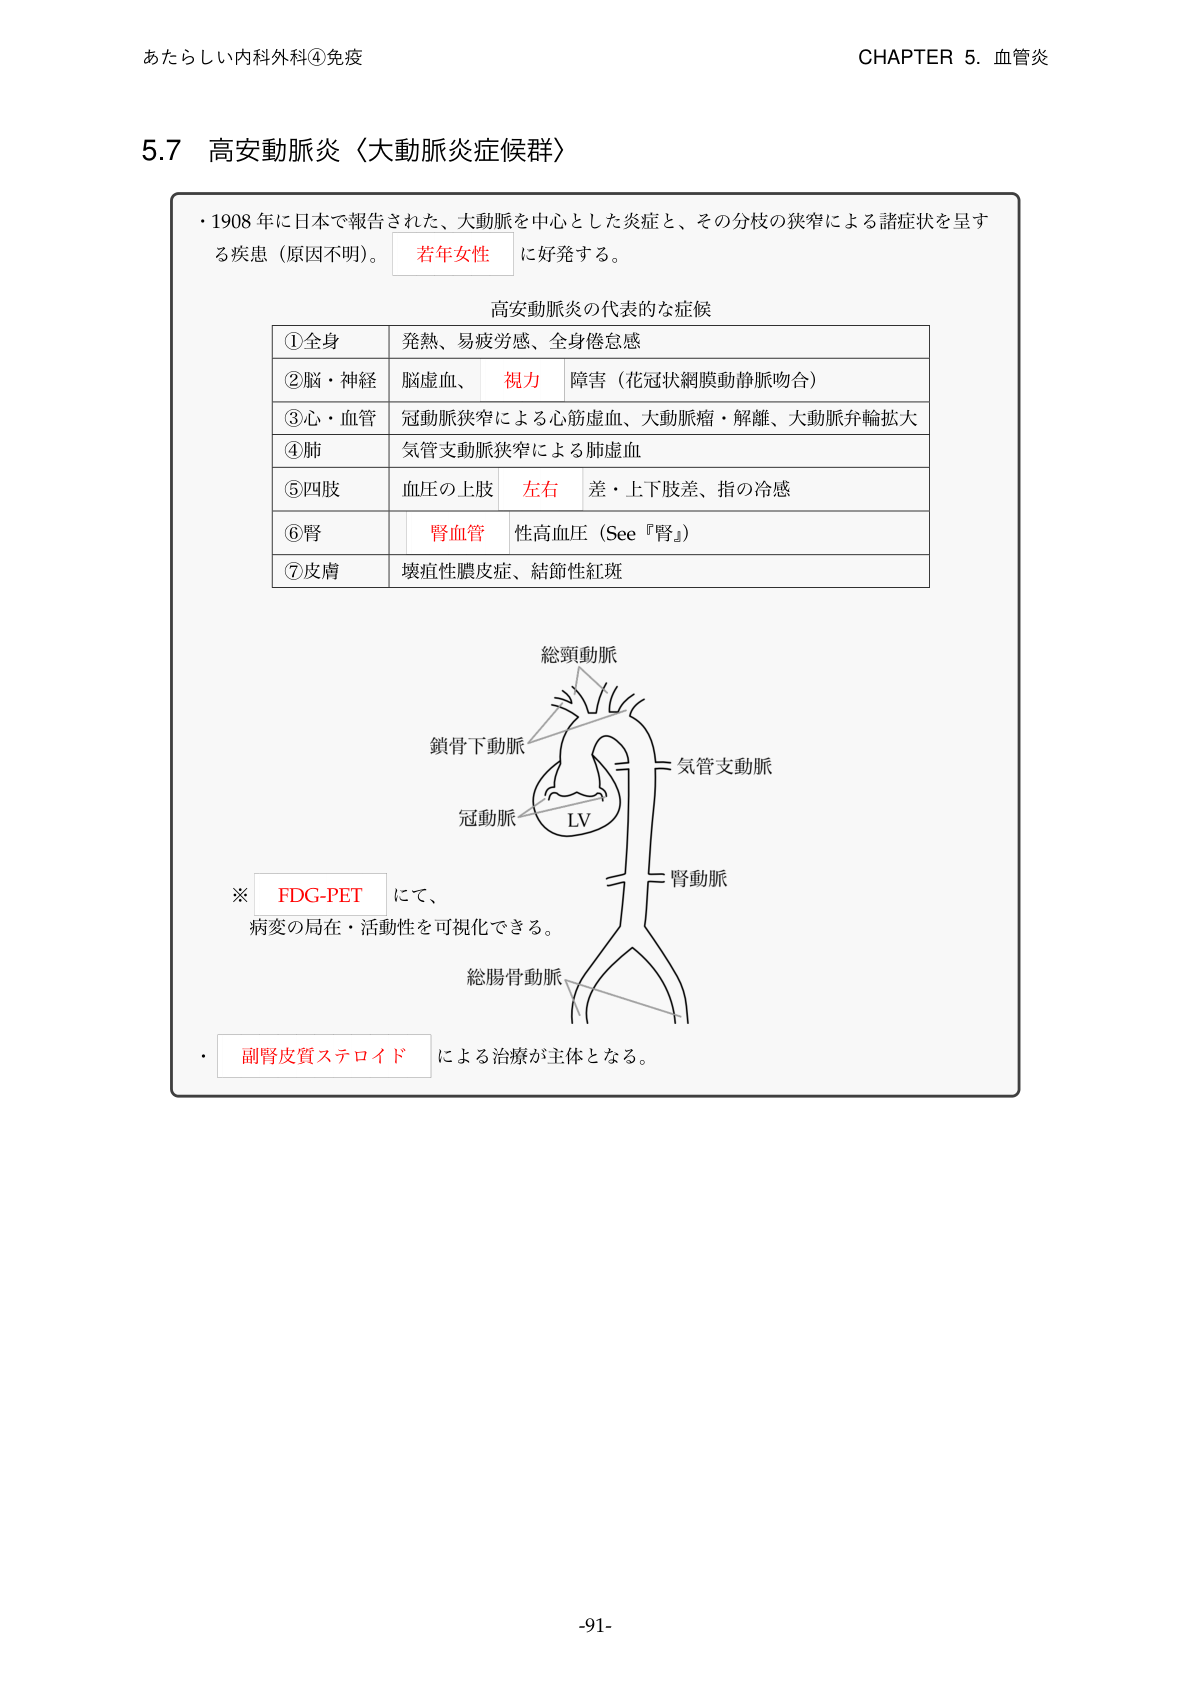 あたらしい内科外科④免疫 CHAPTER 5. 血管炎
5.7 高安動脈炎〈大動脈炎症候群〉
・1908 年に日本で報告された、大動脈を中心とした炎症と、その分枝の狭窄による諸症状を呈す
る疾患（原因不明）。 若年女性 に好発する。
高安動脈炎の代表的な症候
①全身 発熱、易疲労感、全身倦怠感
②脳・神経 脳虚血、 視力 障害（花冠状網膜動静脈吻合）
③心・血管 冠動脈狭窄による心筋虚血、大動脈瘤・解離、大動脈弁輪拡大
④肺 気管支動脈狭窄による肺虚血
⑤四肢 血圧の上肢 左右 差・上下肢差、指の冷感
⑥腎 腎血管 性高血圧（See『腎』）
⑦皮膚 壊疽性膿皮症、結節性紅斑
総頸動脈
鎖骨下動脈
気管支動脈
冠動脈
LV
腎動脈
※ FDG-PET にて、
病変の局在・活動性を可視化できる。
総腸骨動脈
・ 副腎皮質ステロイド による治療が主体となる。
-91-